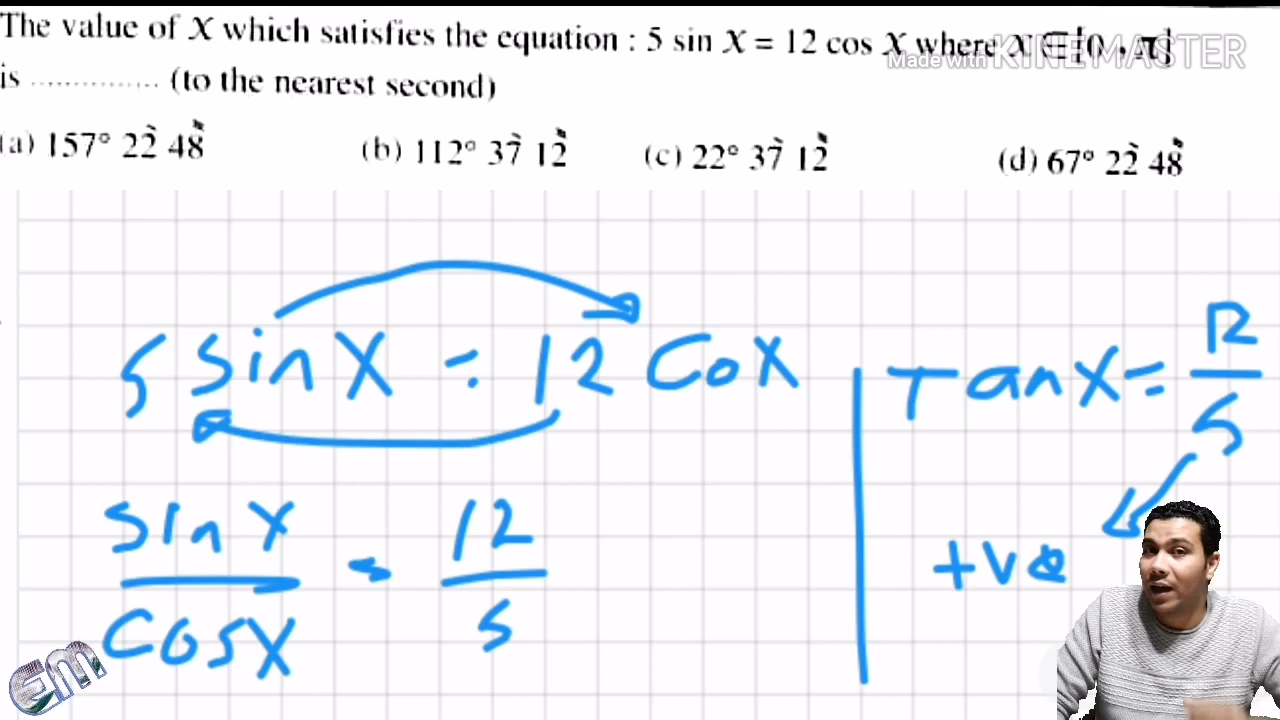 The value of X which satisfies the equation : 5 sin X = 12 cos X where X ∈ ]0 , π[
Made with KINEMASTER
is .............. (to the nearest second)
(a) 157° 22̀ 48̏ (b) 112° 37̀ 12̏ (c) 22° 37̀ 12̏ (d) 67° 22̀ 48̏
5 sin X = 12 Co X
Tan X = 12/5
sin X / cos X = 12/5
+ve
EM